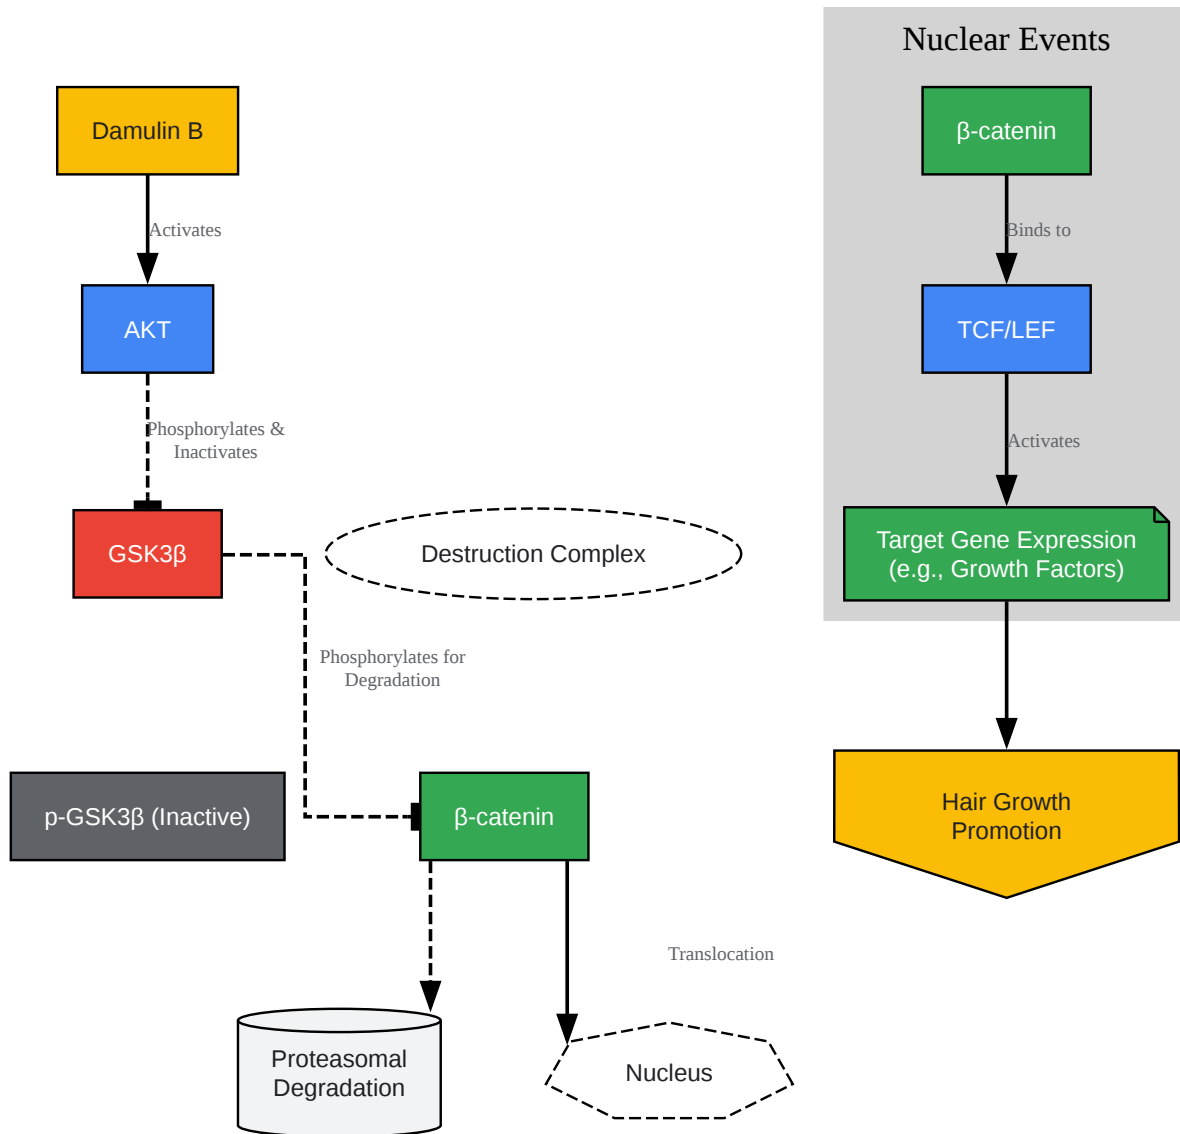 Damulin B
Activates
AKT
Phosphorylates &
Inactivates
GSK3β
Destruction Complex
Phosphorylates for
Degradation
p-GSK3β (Inactive)
β-catenin
Translocation
Proteasomal
Degradation
Nucleus
Nuclear Events
β-catenin
Binds to
TCF/LEF
Activates
Target Gene Expression
(e.g., Growth Factors)
Hair Growth
Promotion